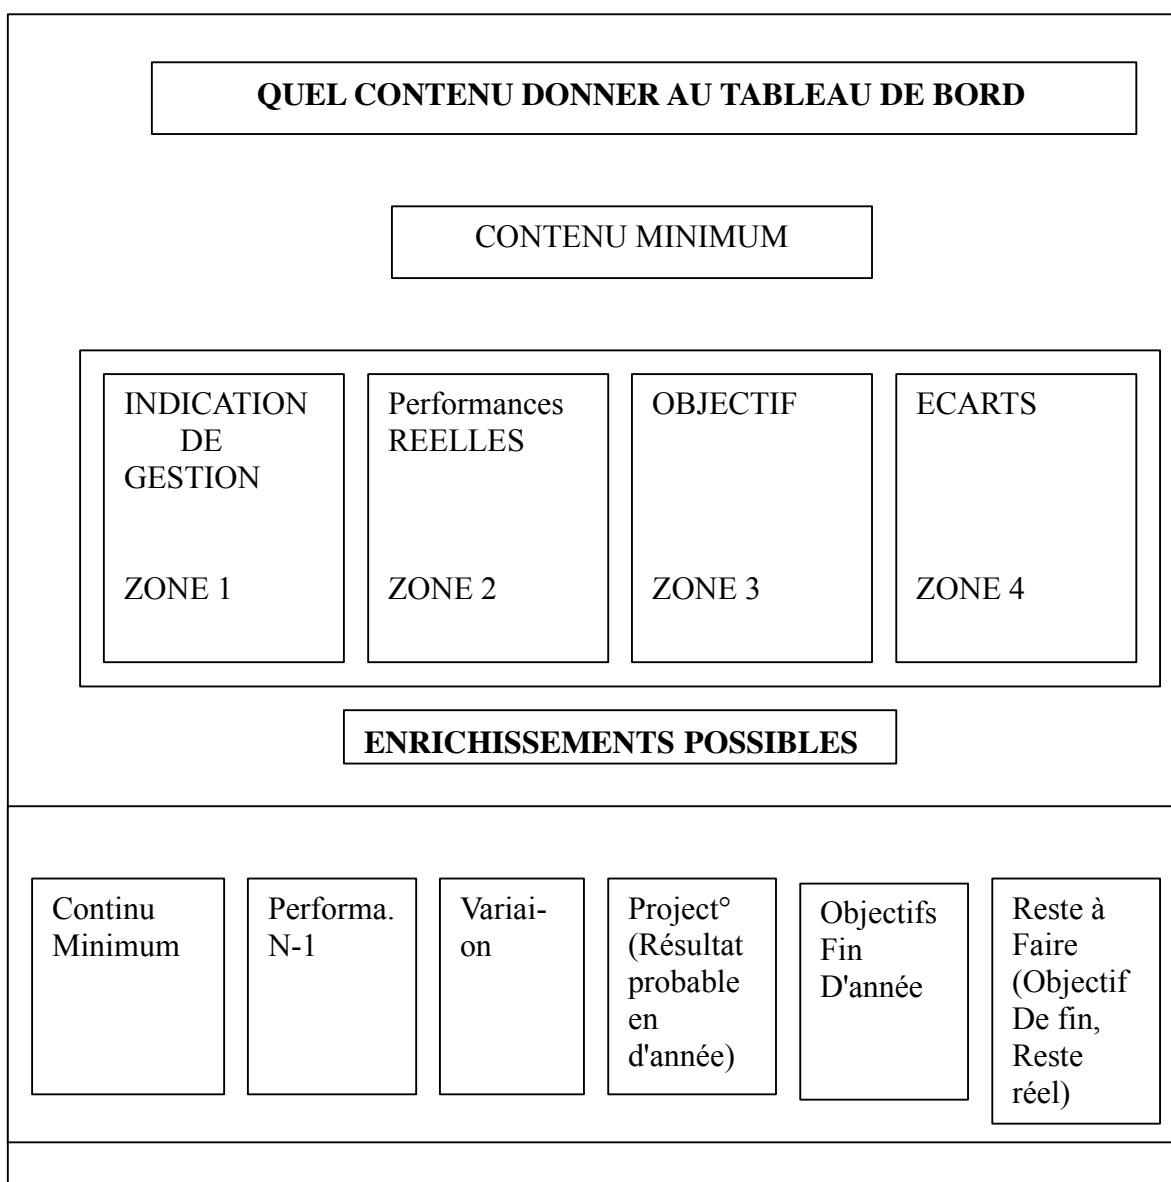 QUEL CONTENU DONNER AU TABLEAU DE BORD
CONTENU MINIMUM
INDICATION
DE
GESTION
ZONE 1
Performances
REELLES
ZONE 2
OBJECTIF
ZONE 3
ECARTS
ZONE 4
ENRICHISSEMENTS POSSIBLES
Continu
Minimum
Performa.
N-1
Variai-
on
Project°
(Résultat
probable
en
d'année)
Objectifs
Fin
D'année
Reste à
Faire
(Objectif
De fin,
Reste
réel)